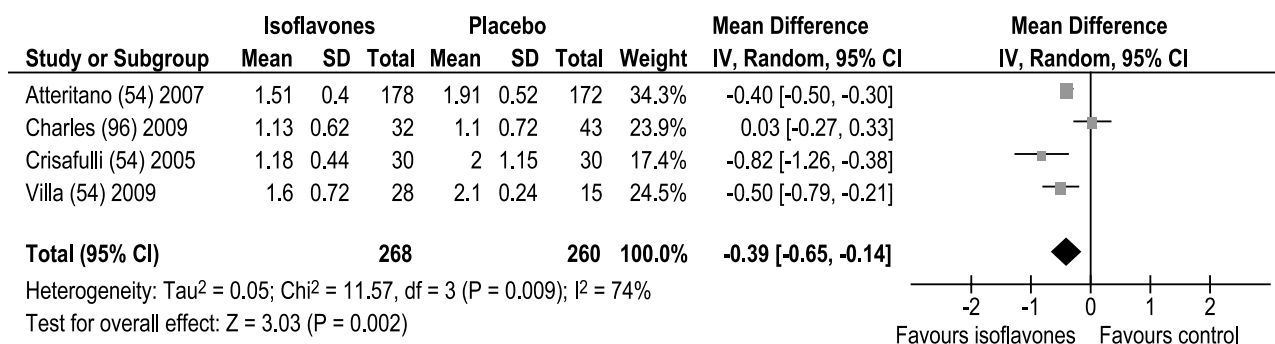 Isoflavones Placebo Mean Difference Mean Difference
Study or Subgroup Mean SD Total Mean SD Total Weight IV, Random, 95% CI IV, Random, 95% CI
Atteritano (54) 2007 1.51 0.4 178 1.91 0.52 172 34.3% -0.40 [-0.50, -0.30]
Charles (96) 2009 1.13 0.62 32 1.1 0.72 43 23.9% 0.03 [-0.27, 0.33]
Crisafulli (54) 2005 1.18 0.44 30 2 1.15 30 17.4% -0.82 [-1.26, -0.38]
Villa (54) 2009 1.6 0.72 28 2.1 0.24 15 24.5% -0.50 [-0.79, -0.21]
Total (95% CI) 268 260 100.0% -0.39 [-0.65, -0.14]
Heterogeneity: Tau² = 0.05; Chi² = 11.57, df = 3 (P = 0.009); I² = 74%
Test for overall effect: Z = 3.03 (P = 0.002)
-2 -1 0 1 2
Favours isoflavones Favours control